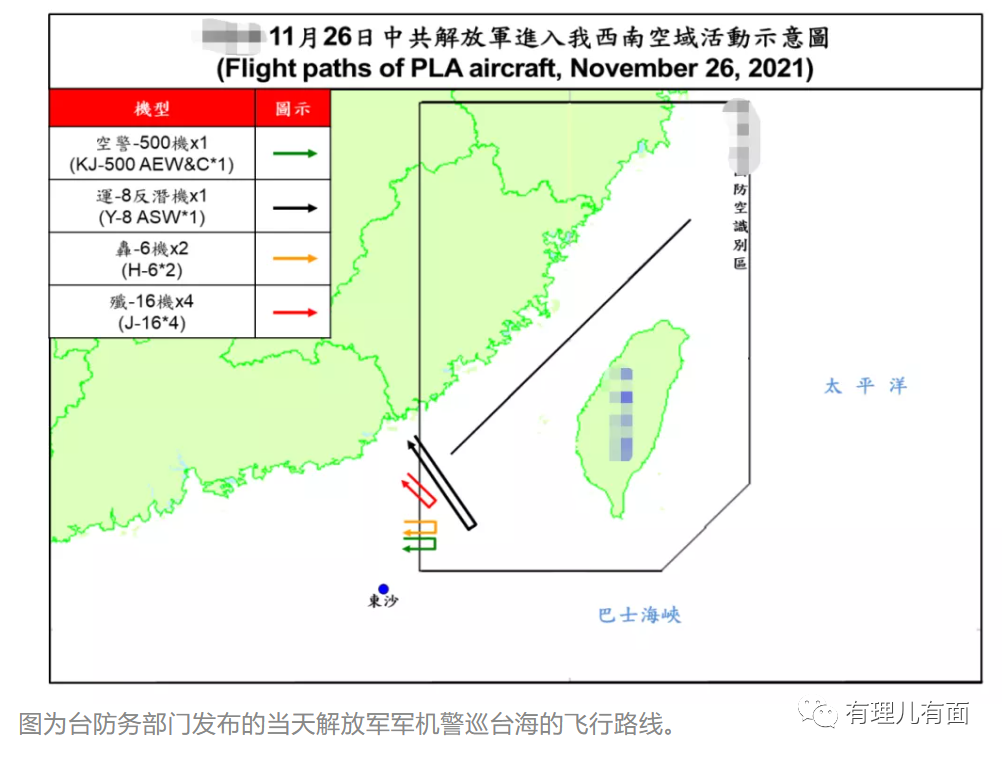 11月26日中共解放軍進入我西南空域活動示意圖
(Flight paths of PLA aircraft, November 26, 2021)
機型
圖示
空警-500機x1
(KJ-500 AEW&C*1)
運-8反潛機x1
(Y-8 ASW*1)
轟-6機x2
(H-6*2)
殲-16機x4
(J-16*4)
防空識別區
太平洋
東沙
巴士海峽
图为台防务部门发布的当天解放军军机警巡台海的飞行路线。
有理儿有面